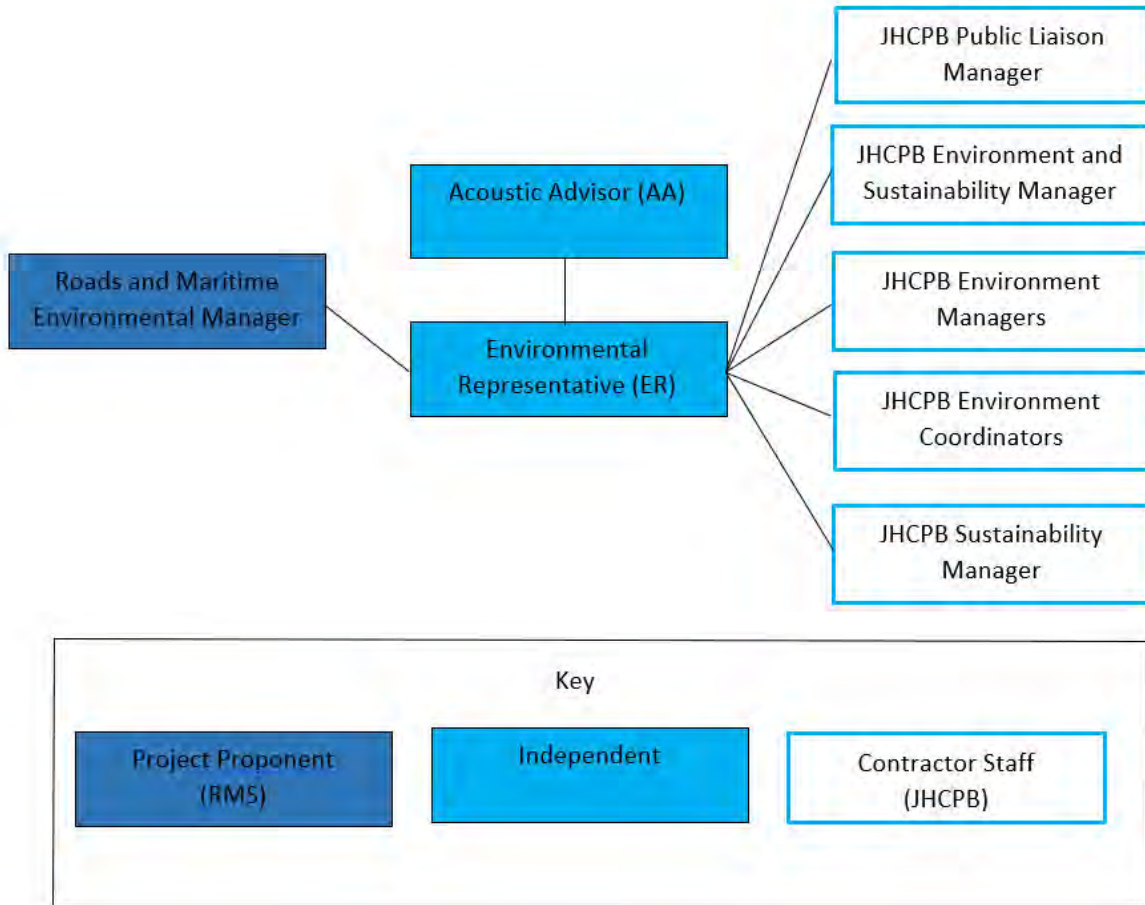 JHCPB Public Liaison
Manager
JHCPB Environment and
Sustainability Manager
Acoustic Advisor (AA)
Roads and Maritime
Environmental Manager
Environmental
Representative (ER)
JHCPB Environment
Managers
JHCPB Environment
Coordinators
JHCPB Sustainability
Manager
Key
Project Proponent
(RMS)
Independent
Contractor Staff
(JHCPB)